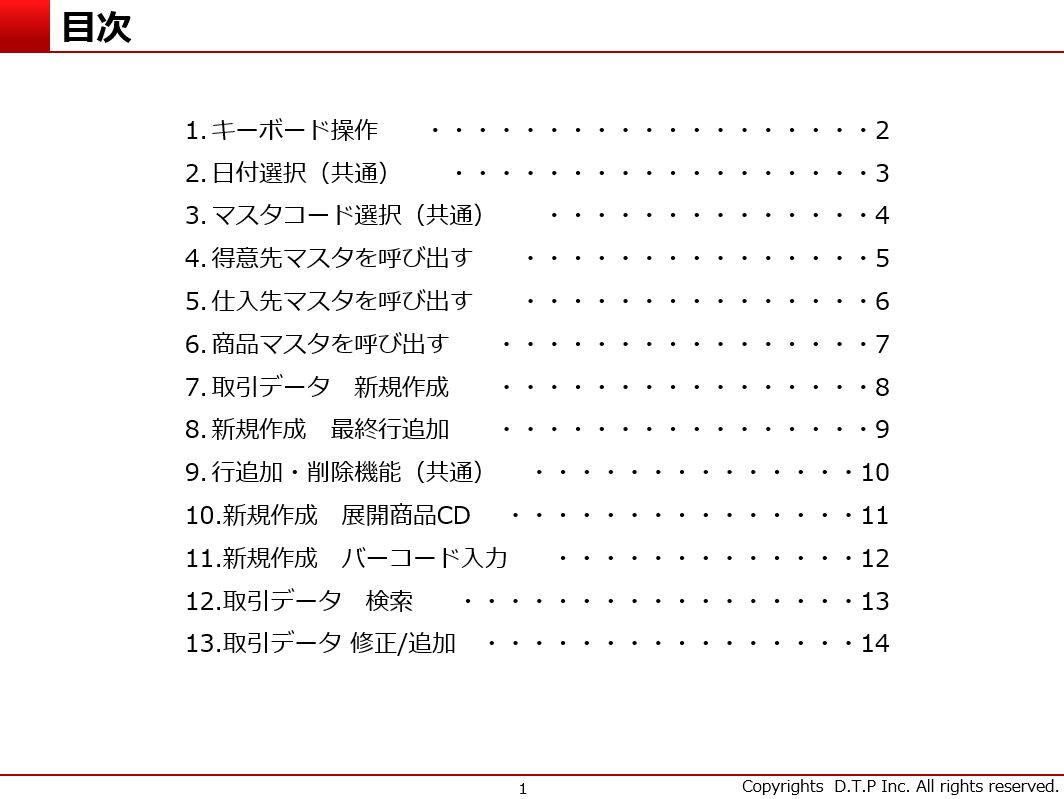 目次
1. キーボード操作　　・・・・・・・・・・・・・・・・・・・2
2. 日付選択（共通）　　・・・・・・・・・・・・・・・・・・3
3. マスタコード選択（共通）　　・・・・・・・・・・・・・・4
4. 得意先マスタを呼び出す　　・・・・・・・・・・・・・・・5
5. 仕入先マスタを呼び出す　　・・・・・・・・・・・・・・・6
6. 商品マスタを呼び出す　　・・・・・・・・・・・・・・・・7
7. 取引データ　新規作成　　・・・・・・・・・・・・・・・・8
8. 新規作成　最終行追加　　・・・・・・・・・・・・・・・・9
9. 行追加・削除機能（共通）　　・・・・・・・・・・・・・・10
10.新規作成　展開商品CD　・・・・・・・・・・・・・・・11
11.新規作成　バーコード入力　　・・・・・・・・・・・・・12
12.取引データ　検索　　・・・・・・・・・・・・・・・・・13
13.取引データ 修正/追加　・・・・・・・・・・・・・・・・14
1
Copyrights D.T.P Inc. All rights reserved.